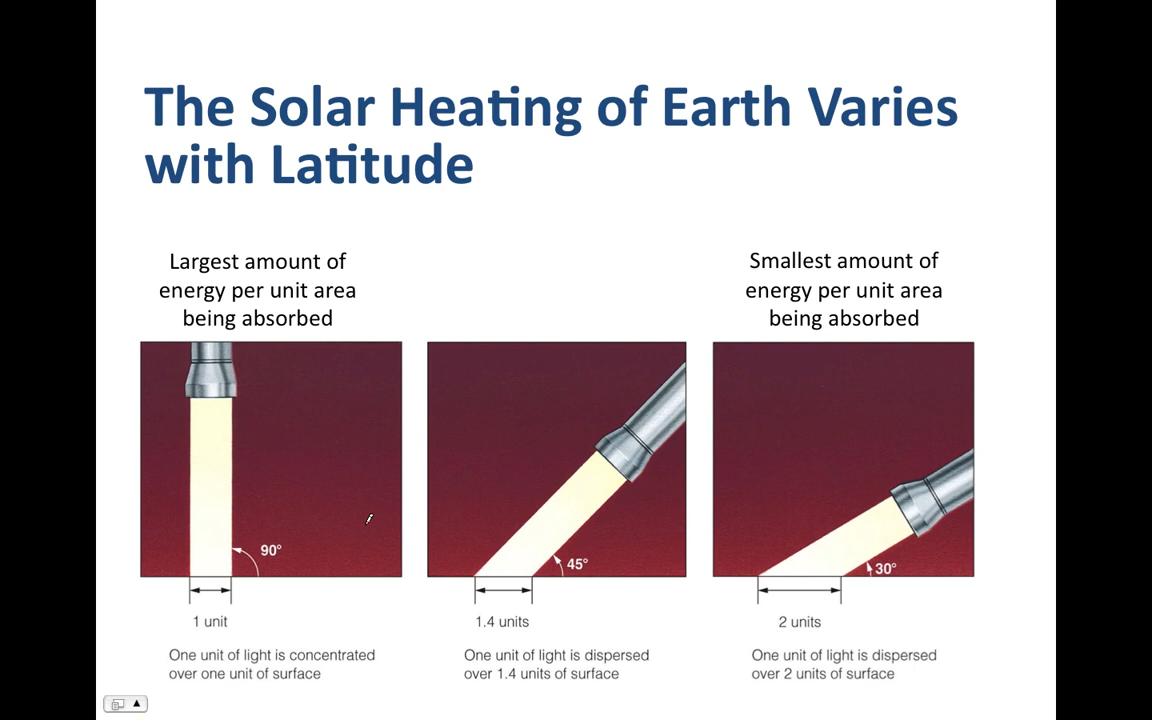 The Solar Heating of Earth Varies
with Latitude
Largest amount of
energy per unit area
being absorbed
Smallest amount of
energy per unit area
being absorbed
90°
45°
30°
1 unit
1.4 units
2 units
One unit of light is concentrated
over one unit of surface
One unit of light is dispersed
over 1.4 units of surface
One unit of light is dispersed
over 2 units of surface